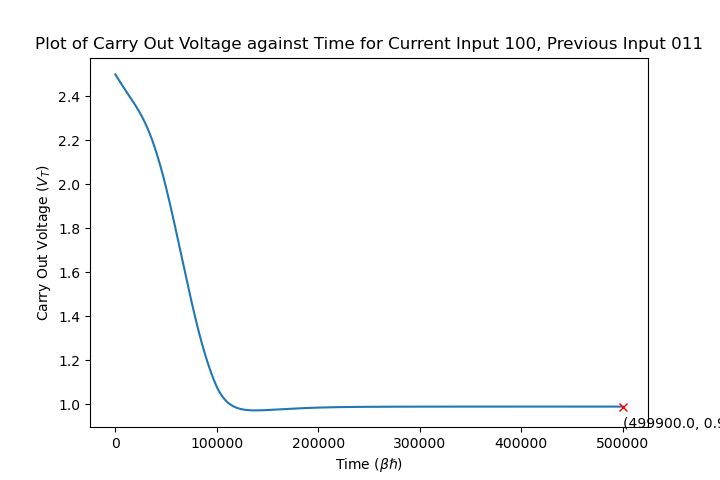 Plot of Carry Out Voltage against Time for Current Input 100, Previous Input 011
Carry Out Voltage (V_T)
2.4
2.2
2.0
1.8
1.6
1.4
1.2
1.0
(499900.0, 0.9
0 100000 200000 300000 400000 500000
Time (βℏ)